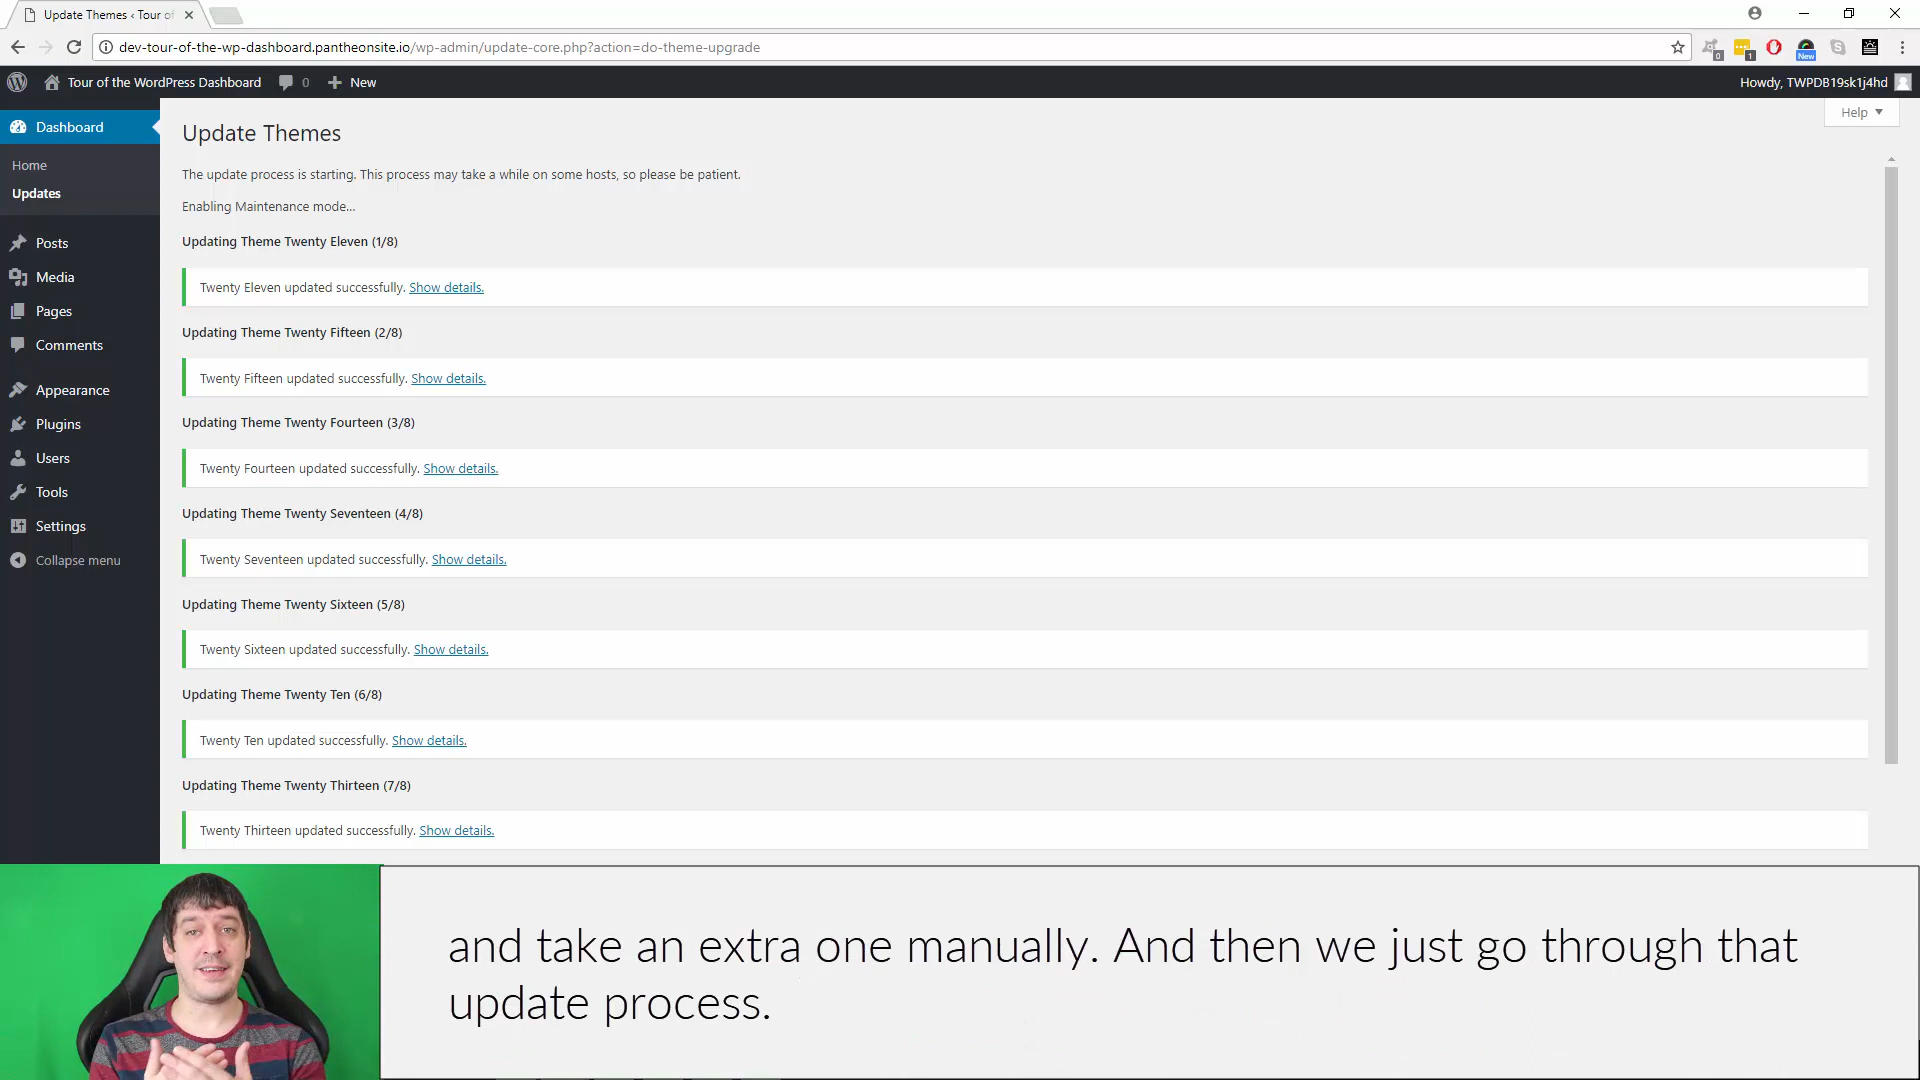 Update Themes ‹ Tour of
dev-tour-of-the-wp-dashboard.pantheonsite.io/wp-admin/update-core.php?action=do-theme-upgrade
0
1
New
Tour of the WordPress Dashboard
0
New
Howdy, TWPDB19sk1j4hd
Dashboard
Home
Updates
Posts
Media
Pages
Comments
Appearance
Plugins
Users
Tools
Settings
Collapse menu
Help
Update Themes
The update process is starting. This process may take a while on some hosts, so please be patient.
Enabling Maintenance mode...
Updating Theme Twenty Eleven (1/8)
Twenty Eleven updated successfully. Show details.
Updating Theme Twenty Fifteen (2/8)
Twenty Fifteen updated successfully. Show details.
Updating Theme Twenty Fourteen (3/8)
Twenty Fourteen updated successfully. Show details.
Updating Theme Twenty Seventeen (4/8)
Twenty Seventeen updated successfully. Show details.
Updating Theme Twenty Sixteen (5/8)
Twenty Sixteen updated successfully. Show details.
Updating Theme Twenty Ten (6/8)
Twenty Ten updated successfully. Show details.
Updating Theme Twenty Thirteen (7/8)
Twenty Thirteen updated successfully. Show details.
and take an extra one manually. And then we just go through that
update process.